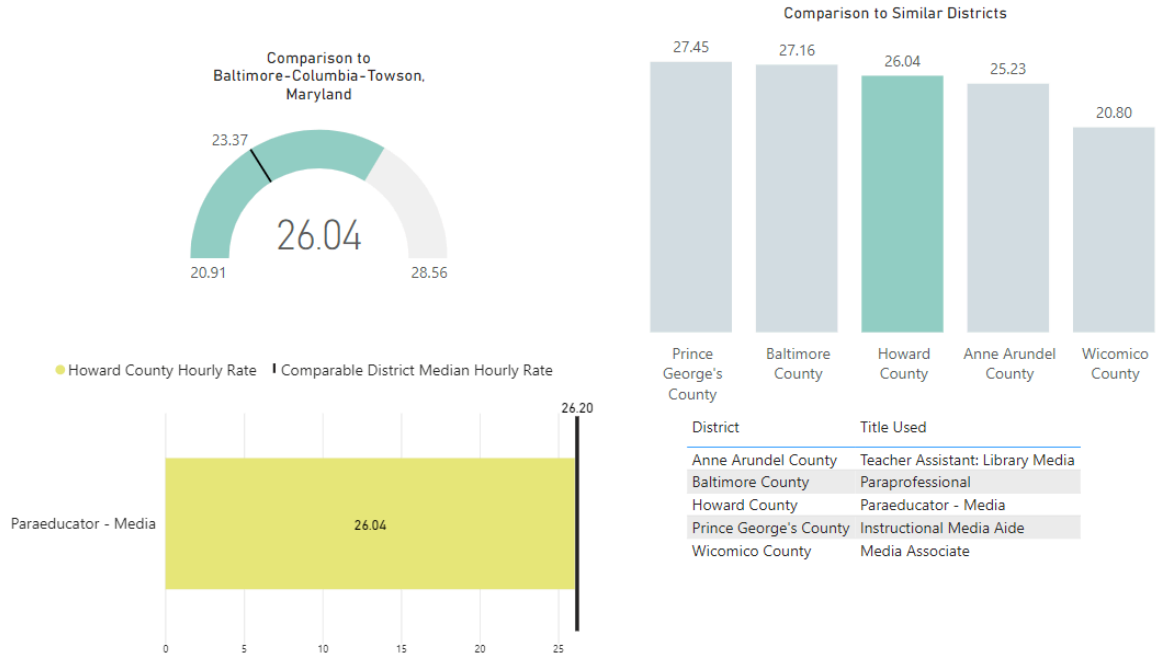 Comparison to
Baltimore-Columbia-Towson,
Maryland
23.37
26.04
20.91
28.56
Comparison to Similar Districts
27.45
27.16
26.04
25.23
20.80
Prince
George's
County
Baltimore
County
Howard
County
Anne Arundel
County
Wicomico
County
Howard County Hourly Rate
Comparable District Median Hourly Rate
26.20
Paraeducator - Media
26.04
0 5 10 15 20 25
District Title Used
Anne Arundel County Teacher Assistant: Library Media
Baltimore County Paraprofessional
Howard County Paraeducator - Media
Prince George's County Instructional Media Aide
Wicomico County Media Associate